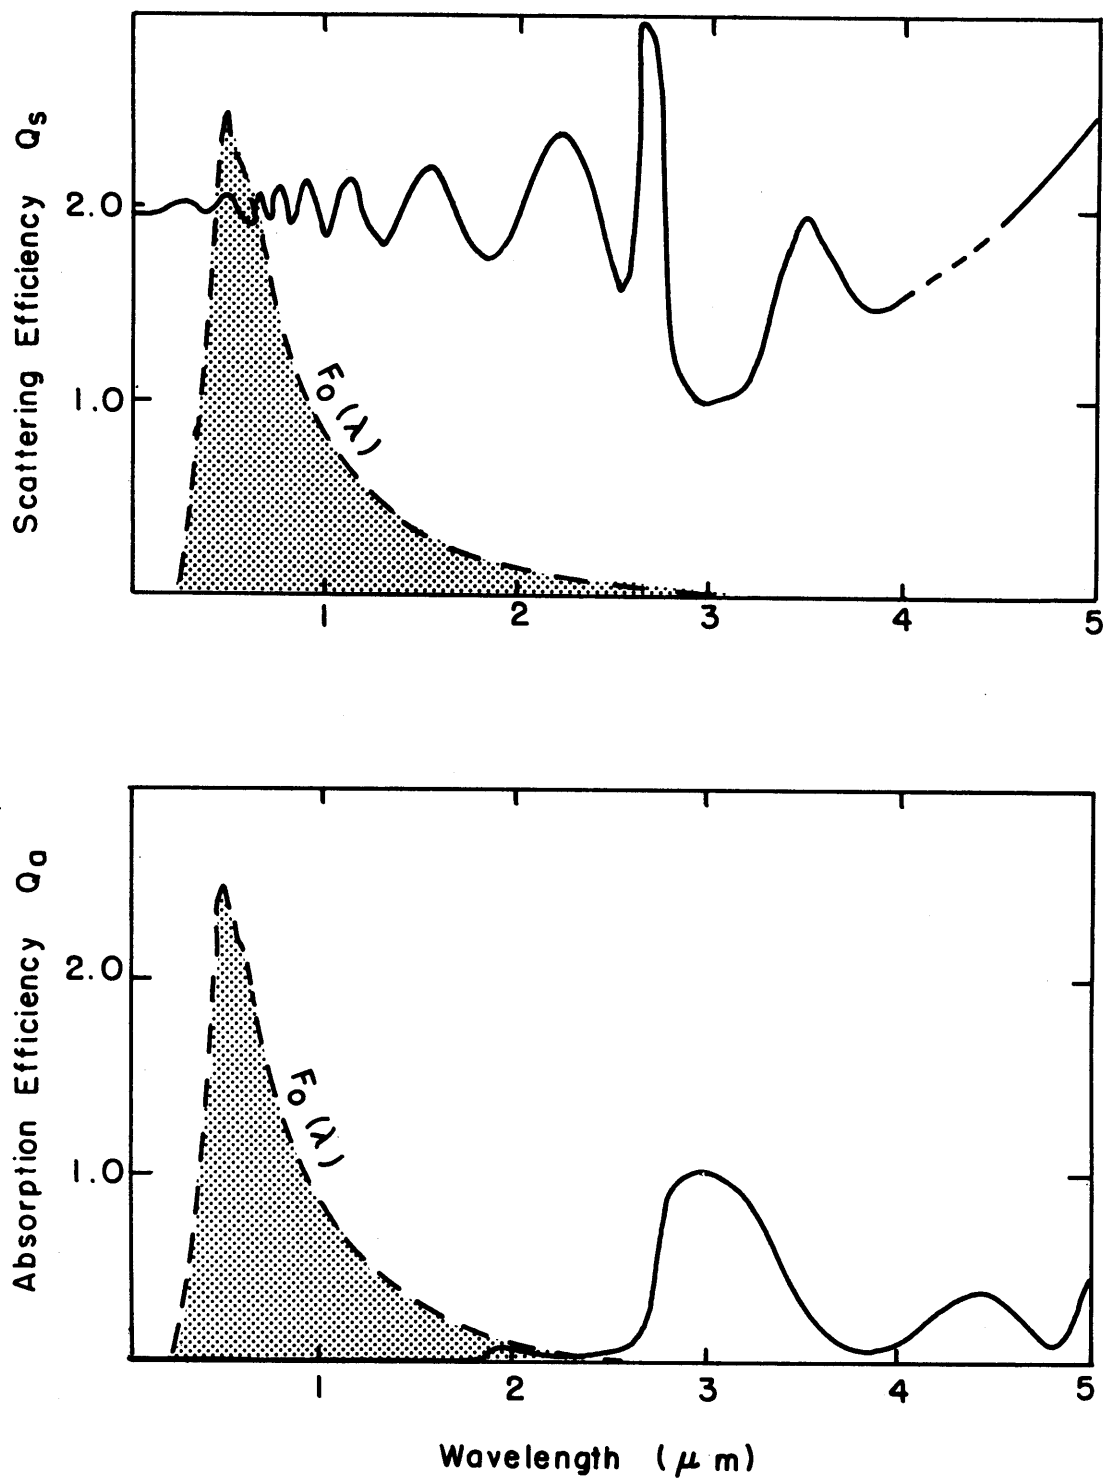 Scattering Efficiency Qs
2.0
1.0
Fo(λ)
1 2 3 4 5
Absorption Efficiency Qa
2.0
1.0
Fo(λ)
1 2 3 4 5
Wavelength (μm)